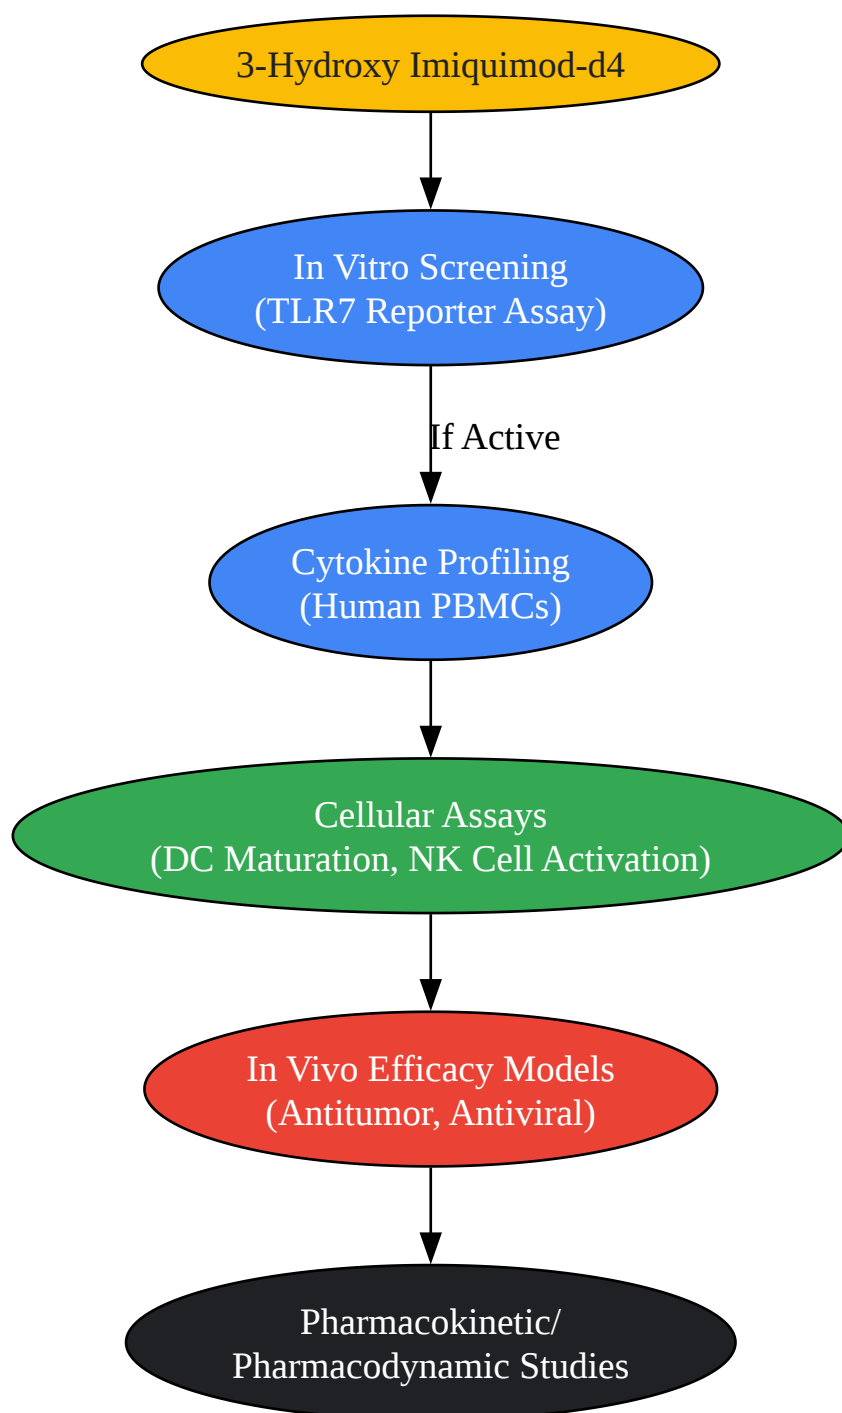 3-Hydroxy Imiquimod-d4
In Vitro Screening
(TLR7 Reporter Assay)
If Active
Cytokine Profiling
(Human PBMCs)
Cellular Assays
(DC Maturation, NK Cell Activation)
In Vivo Efficacy Models
(Antitumor, Antiviral)
Pharmacokinetic/
Pharmacodynamic Studies